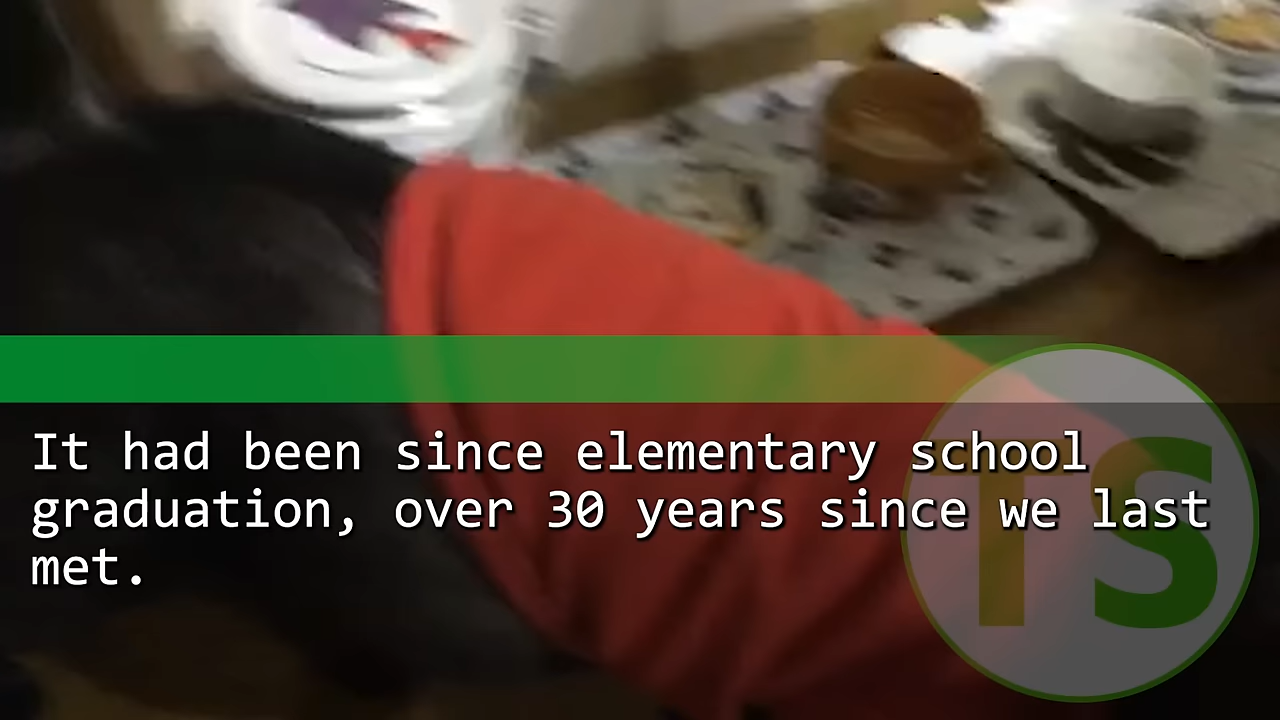 It had been since elementary school
graduation, over 30 years since we last
met.
TS